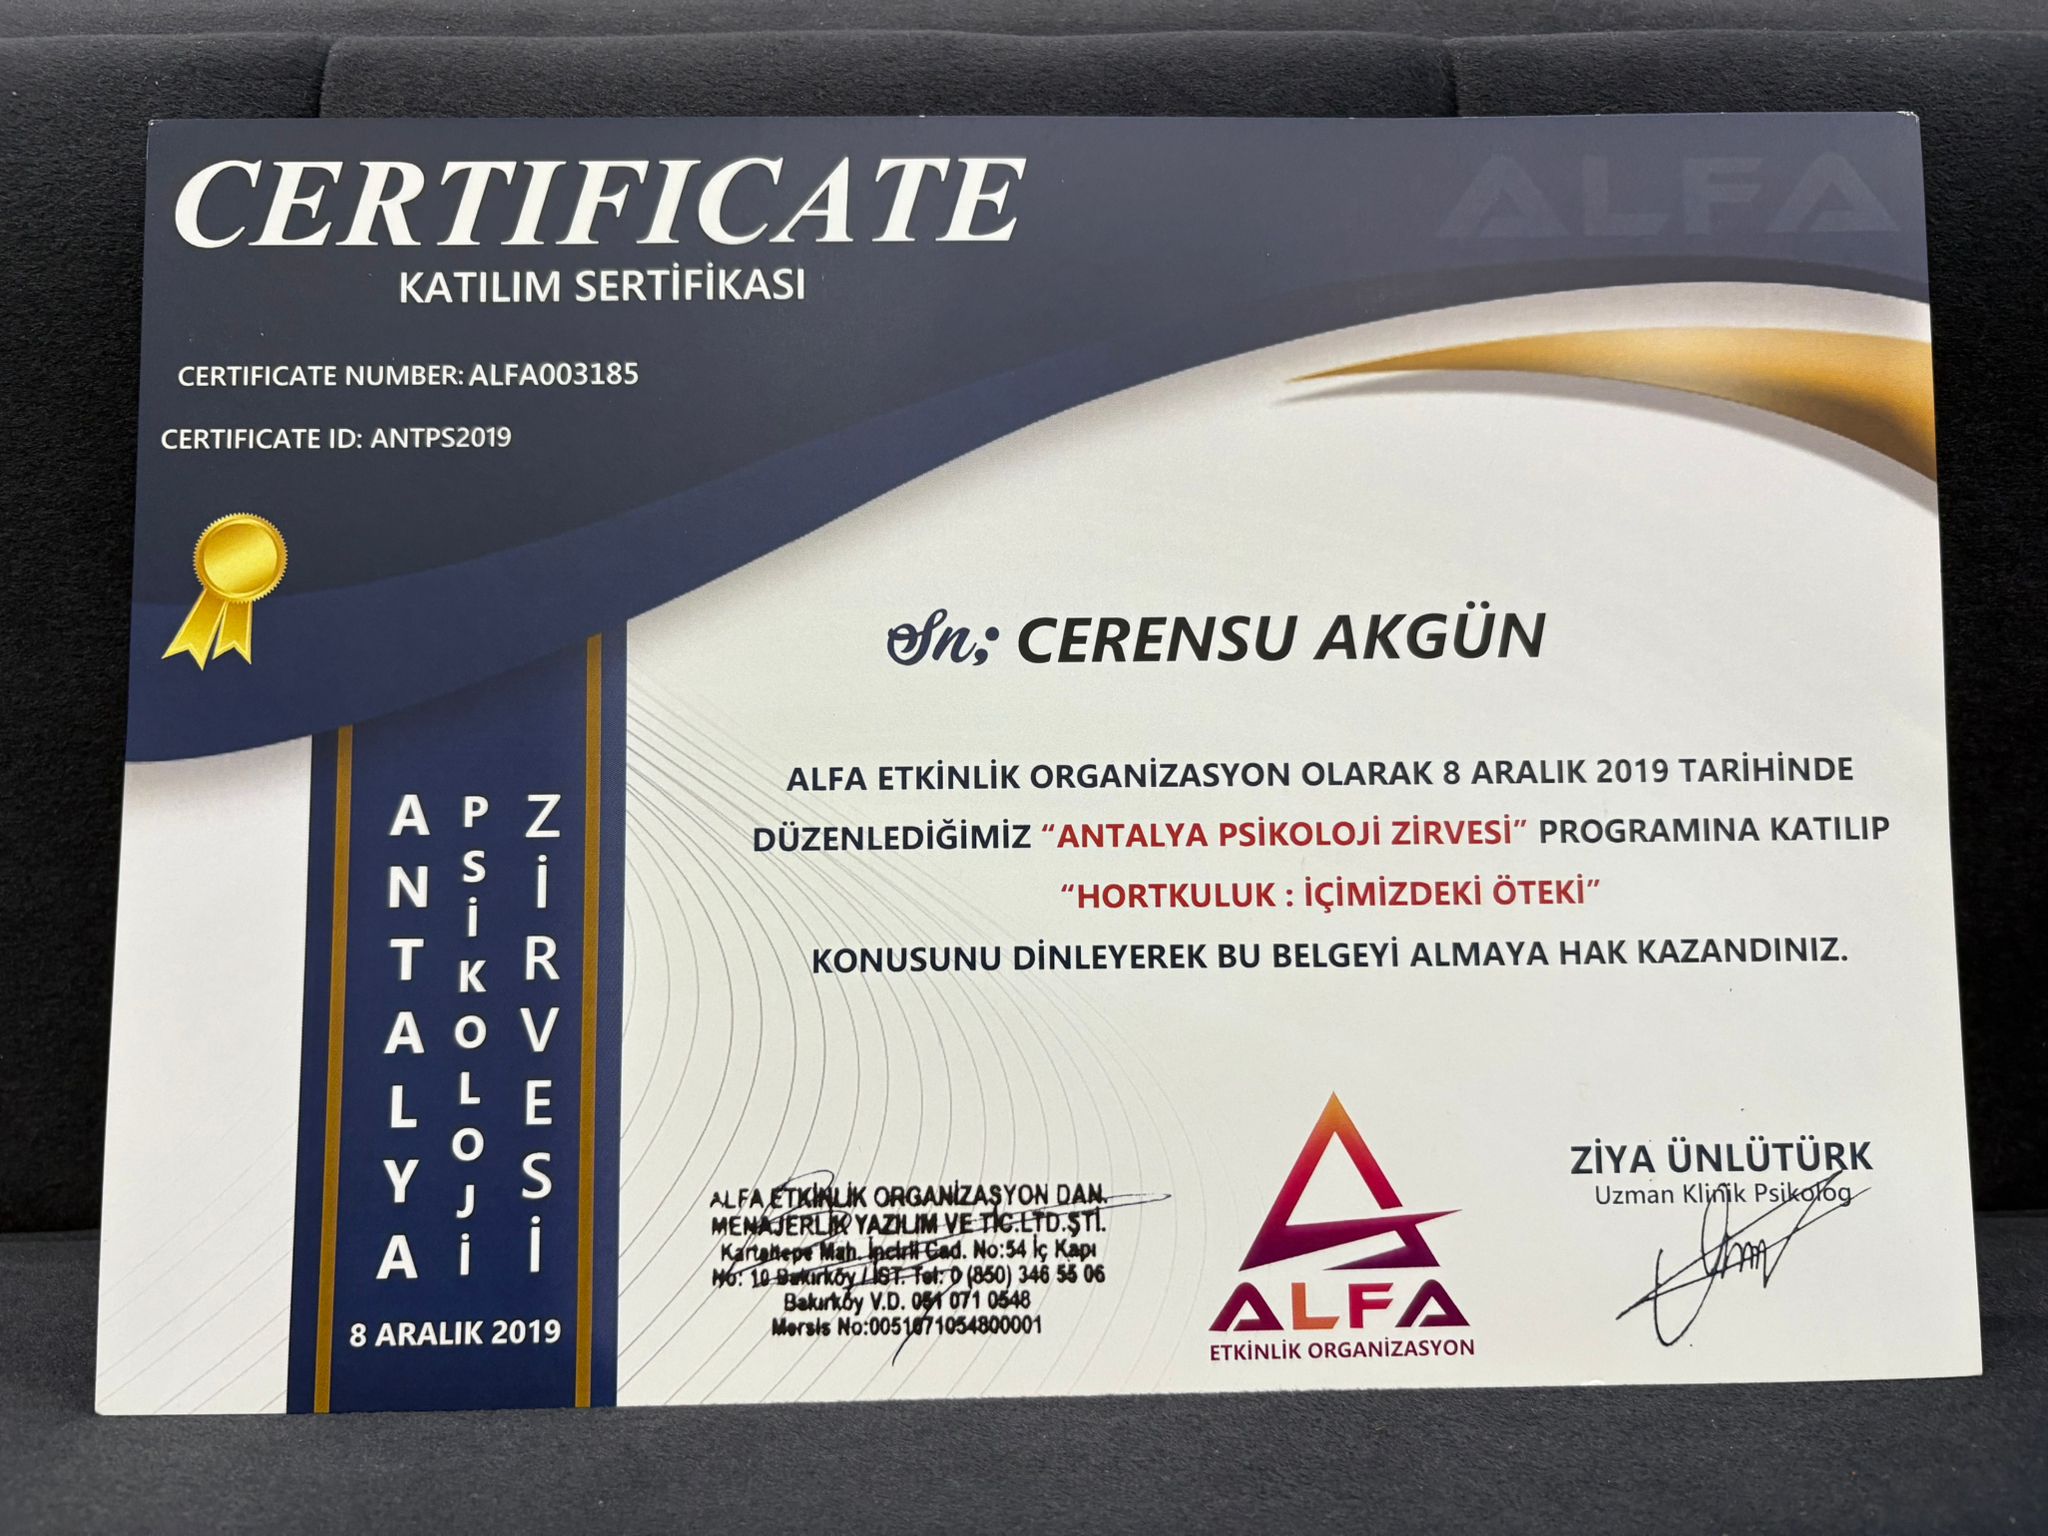 CERTIFICATE
KATILIM SERTİFİKASI
ALFA
CERTIFICATE NUMBER: ALFA003185
CERTIFICATE ID: ANTPS2019
Sn; CERENSU AKGÜN
ALFA ETKİNLİK ORGANİZASYON OLARAK 8 ARALIK 2019 TARİHİNDE
DÜZENLEDİĞİMİZ “ANTALYA PSİKOLOJİ ZİRVESİ” PROGRAMINA KATILIP
“HORTKULUK : İÇİMİZDEKİ ÖTEKİ”
KONUSUNU DİNLEYEREK BU BELGEYİ ALMAYA HAK KAZANDINIZ.
ANTALYA
PSİKOLOJİ
ZİRVESİ
8 ARALIK 2019
ALFA ETKİNLİK ORGANİZASYON DAN.
MENAJERLİK YAZILIM VE TİC.LTD.ŞTİ.
Kartaltepe Mah. İncirli Cad. No:54 İç Kapı
No: 10 Bakırköy / İST. Tel: 0 (850) 346 55 06
Bakırköy V.D. 051 071 0548
Mersis No:0051071054800001
ALFA
ETKİNLİK ORGANİZASYON
ZİYA ÜNLÜTÜRK
Uzman Klinik Psikolog